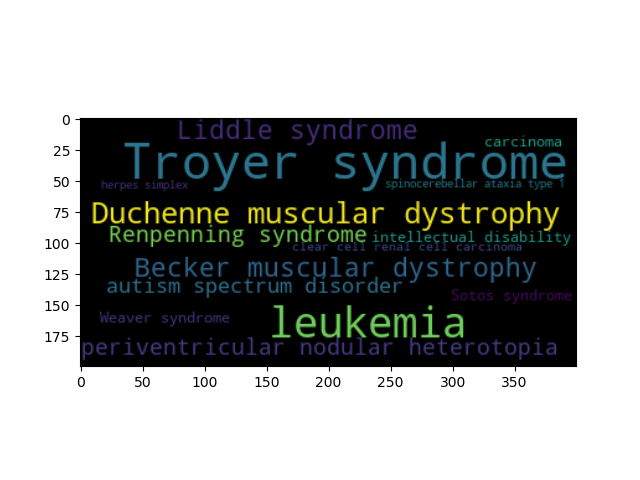 0
25
50
75
100
125
150
175
Liddle syndrome
carcinoma
Troyer syndrome
herpes simplex
spinocerebellar ataxia type 1
Duchenne muscular dystrophy
Renpenning syndrome
intellectual disability
clear cell renal cell carcinoma
Becker muscular dystrophy
autism spectrum disorder
Sotos syndrome
Weaver syndrome
leukemia
periventricular nodular heterotopia
0 50 100 150 200 250 300 350